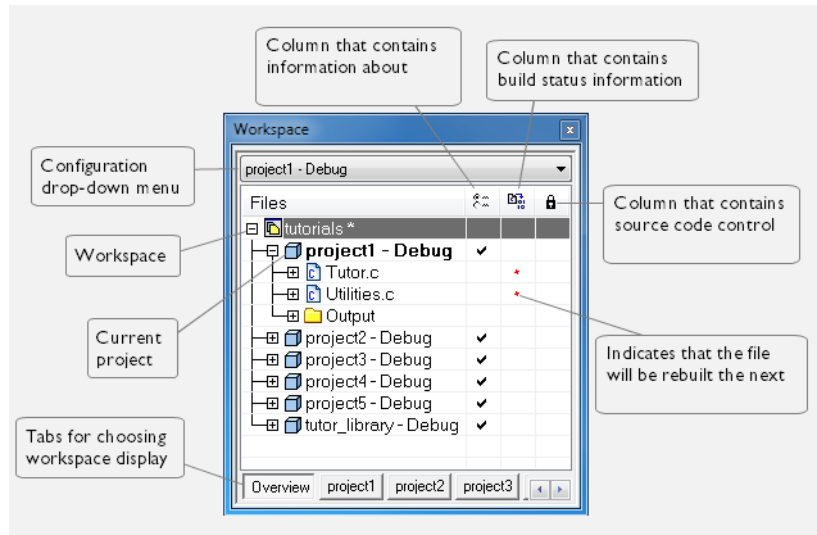 Column that contains
information about
Column that contains
build status information
Workspace
Configuration
drop-down menu
project1 - Debug
Files
Column that contains
source code control
tutorials *
Workspace
project1 - Debug
Tutor.c
Utilities.c
Output
Current
project
project2 - Debug
project3 - Debug
project4 - Debug
project5 - Debug
tutor_library - Debug
Indicates that the file
will be rebuilt the next
Tabs for choosing
workspace display
Overview project1 project2 project3